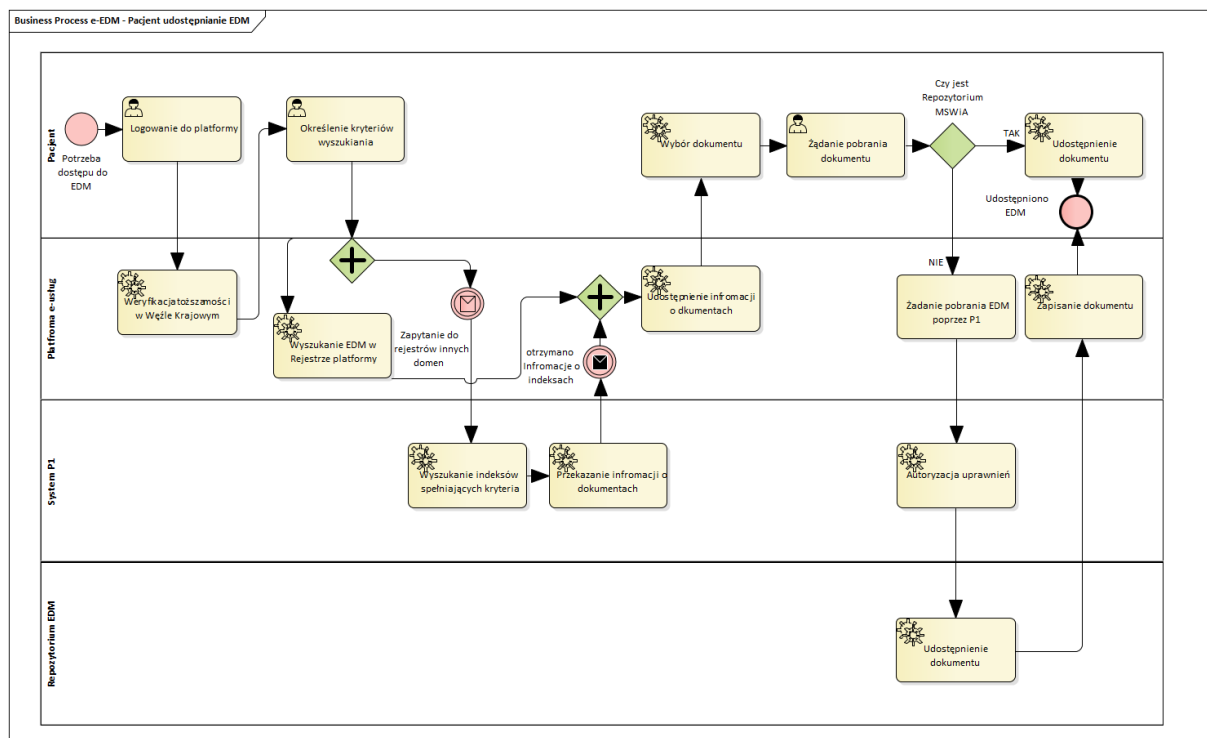 Business Process e-EDM - Pacjent udostępnianie EDM
Pacjent
Potrzeba
dostępu do
EDM
Logowanie do platformy
Określenie kryteriów
wyszukiania
Wybór dokumentu
Żądanie pobrania
dokumentu
Czy jest
Repozytorium
MSWiA
TAK
Udostępnienie
dokumentu
Udostępniono
EDM
Platfroma e-usług
Weryfikacjatożsamości
w Węźle Krajowym
Wyszukanie EDM w
Rejestrze platformy
Zapytanie do
rejestrów innych
domen
otrzymano
Infromacje o
indeksach
Udostępnienie infromacji
o dkumentach
NIE
Żadanie pobrania EDM
poprzez P1
Zapisanie dokumentu
System P1
Wyszukanie indeksów
spełniających kryteria
Przekazanie infromacji o
dokumentach
Autoryzacja uprawnień
Repozytorium EDM
Udostępnienie
dokumentu